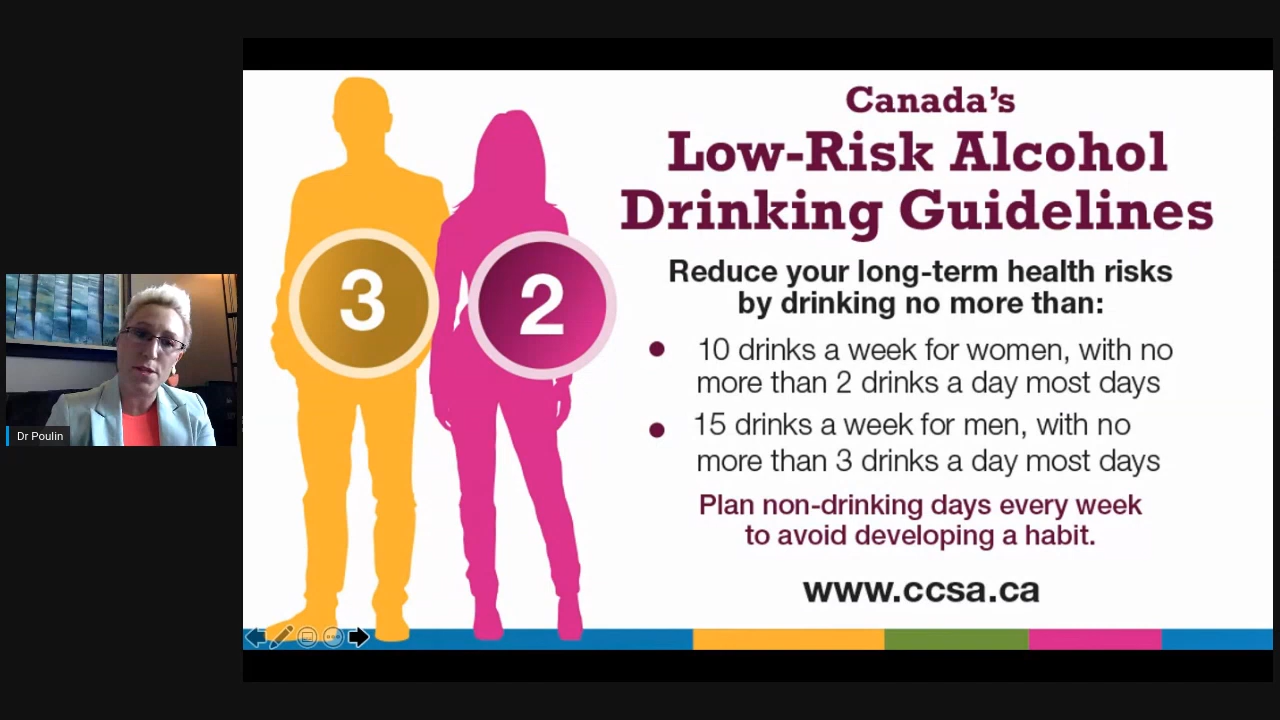 Canada's
Low-Risk Alcohol
Drinking Guidelines
Reduce your long-term health risks
by drinking no more than:
10 drinks a week for women, with no
more than 2 drinks a day most days
15 drinks a week for men, with no
more than 3 drinks a day most days
Plan non-drinking days every week
to avoid developing a habit.
www.ccsa.ca
3
2
Dr Poulin